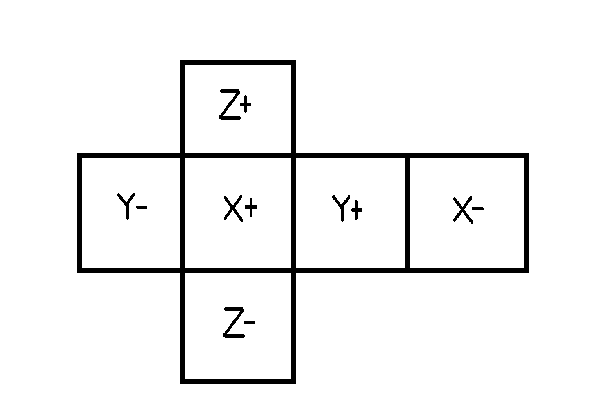 Z+
Y- X+ Y+ X-
Z-